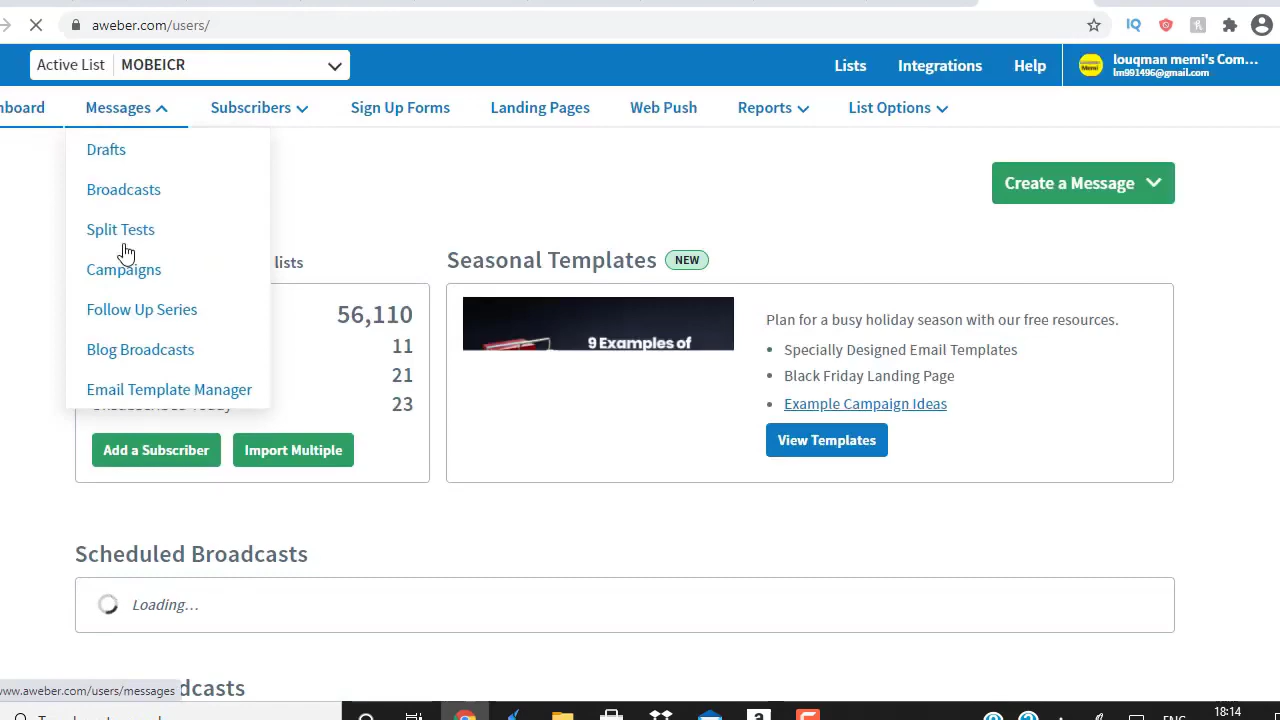 aweber.com/users/
Active List MOBEICR
Lists Integrations Help
louqman memi's Com...
lm991496@gmail.com
Messages Subscribers Sign Up Forms Landing Pages Web Push Reports List Options
Drafts
Broadcasts
Split Tests
Campaigns
Follow Up Series
Blog Broadcasts
Email Template Manager
Create a Message
lists
56,110
11
21
23
Add a Subscriber Import Multiple
Seasonal Templates NEW
9 Examples of
Plan for a busy holiday season with our free resources.
• Specially Designed Email Templates
• Black Friday Landing Page
• Example Campaign Ideas
View Templates
Scheduled Broadcasts
Loading...
www.aweber.com/users/messages
18:14
ENG